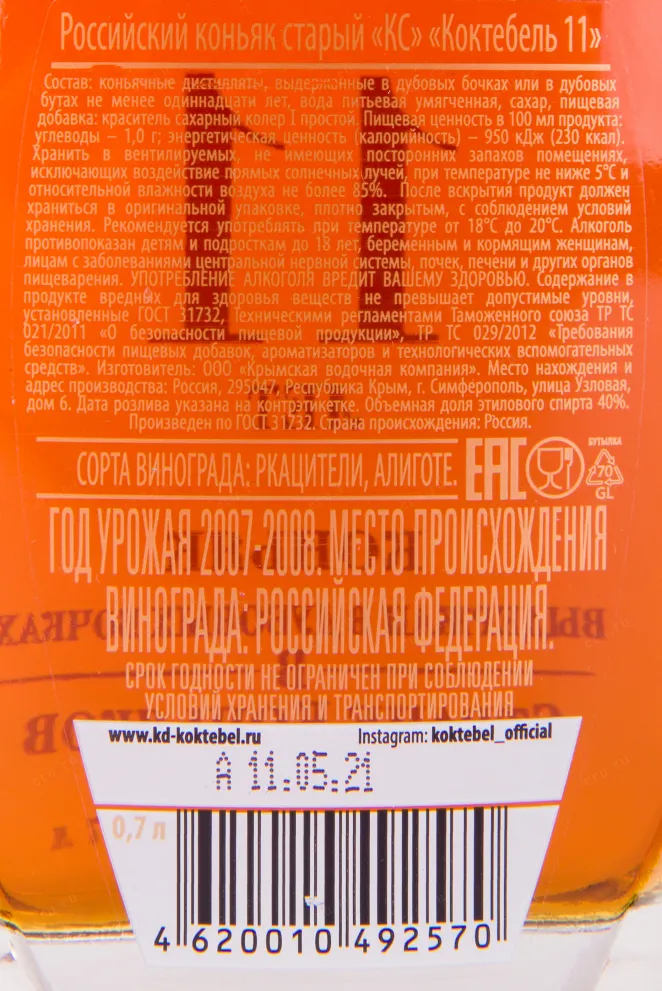 Российский коньяк старый «КС» «Коктебель 11»
Состав: коньячные дистилляты, выдержанные в дубовых бочках или в дубовых
бутах не менее одиннадцати лет, вода питьевая умягченная, сахар, пищевая
добавка: краситель сахарный колер I простой. Пищевая ценность в 100 мл продукта:
углеводы – 1,0 г; энергетическая ценность (калорийность) – 950 кДж (230 ккал).
Хранить в вентилируемых, не имеющих посторонних запахов помещениях,
исключающих воздействие прямых солнечных лучей, при температуре не ниже 5°С и
относительной влажности воздуха не более 85%. После вскрытия продукт должен
храниться в оригинальной упаковке, плотно закрытым, с соблюдением условий
хранения. Рекомендуется употреблять при температуре от 18°С до 20°С. Алкоголь
противопоказан детям и подросткам до 18 лет, беременным и кормящим женщинам,
лицам с заболеваниями центральной нервной системы, почек, печени и других органов
пищеварения. УПОТРЕБЛЕНИЕ АЛКОГОЛЯ ВРЕДИТ ВАШЕМУ ЗДОРОВЬЮ. Содержание в
продукте вредных для здоровья веществ не превышает допустимые уровни,
установленные ГОСТ 31732, Техническими регламентами Таможенного союза ТР ТС
021/2011 «О безопасности пищевой продукции», ТР ТС 029/2012 «Требования
безопасности пищевых добавок, ароматизаторов и технологических вспомогательных
средств». Изготовитель: ООО «Крымская водочная компания». Место нахождения и
адрес производства: Россия, 295047, Республика Крым, г. Симферополь, улица Узловая,
дом 6. Дата розлива указана на контрэтикетке. Объемная доля этилового спирта 40%.
Произведен по ГОСТ 31732. Страна происхождения: Россия.
СОРТА ВИНОГРАДА: РКАЦИТЕЛИ, АЛИГОТЕ.
EAC
БУТЫЛКА
70
GL
ГОД УРОЖАЯ 2007-2008. МЕСТО ПРОИСХОЖДЕНИЯ
ВИНОГРАДА: РОССИЙСКАЯ ФЕДЕРАЦИЯ.
СРОК ГОДНОСТИ НЕ ОГРАНИЧЕН ПРИ СОБЛЮДЕНИИ
УСЛОВИЙ ХРАНЕНИЯ И ТРАНСПОРТИРОВАНИЯ
www.kd-koktebel.ru Instagram: koktebel_official
А 11.05.21
0,7 л
4 620010 492570